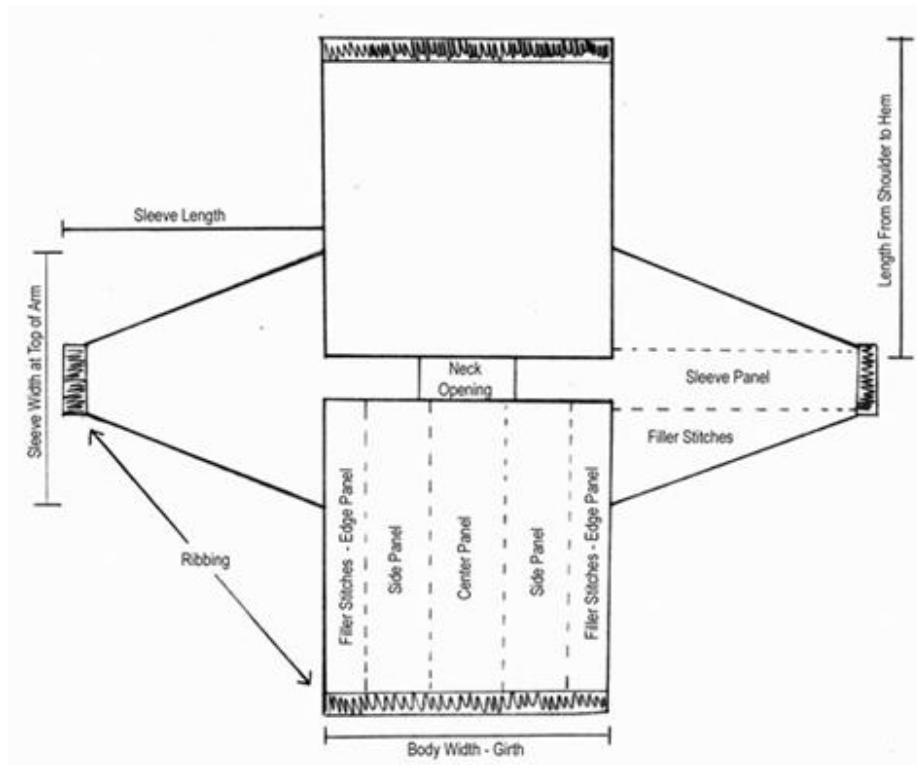 Length From Shoulder to Hem
Sleeve Length
Sleeve Width at Top of Arm
Neck
Opening
Sleeve Panel
Filler Stitches
Ribbing
Filler Stitches - Edge Panel
Side Panel
Center Panel
Side Panel
Filler Stitches - Edge Panel
Body Width - Girth